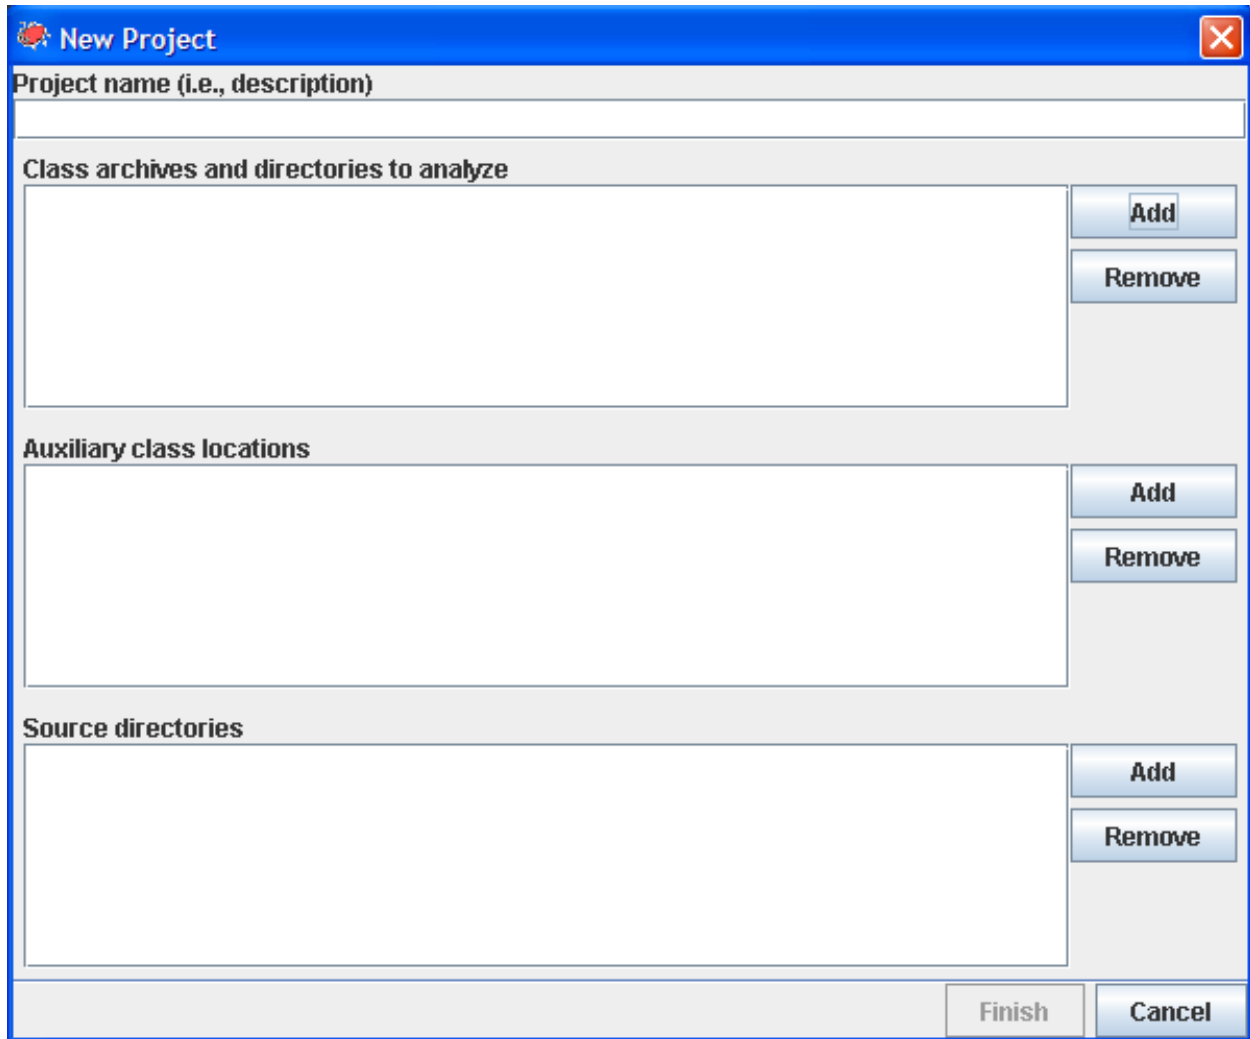 New Project
Project name (i.e., description)
Class archives and directories to analyze
Add
Remove
Auxiliary class locations
Add
Remove
Source directories
Add
Remove
Finish
Cancel